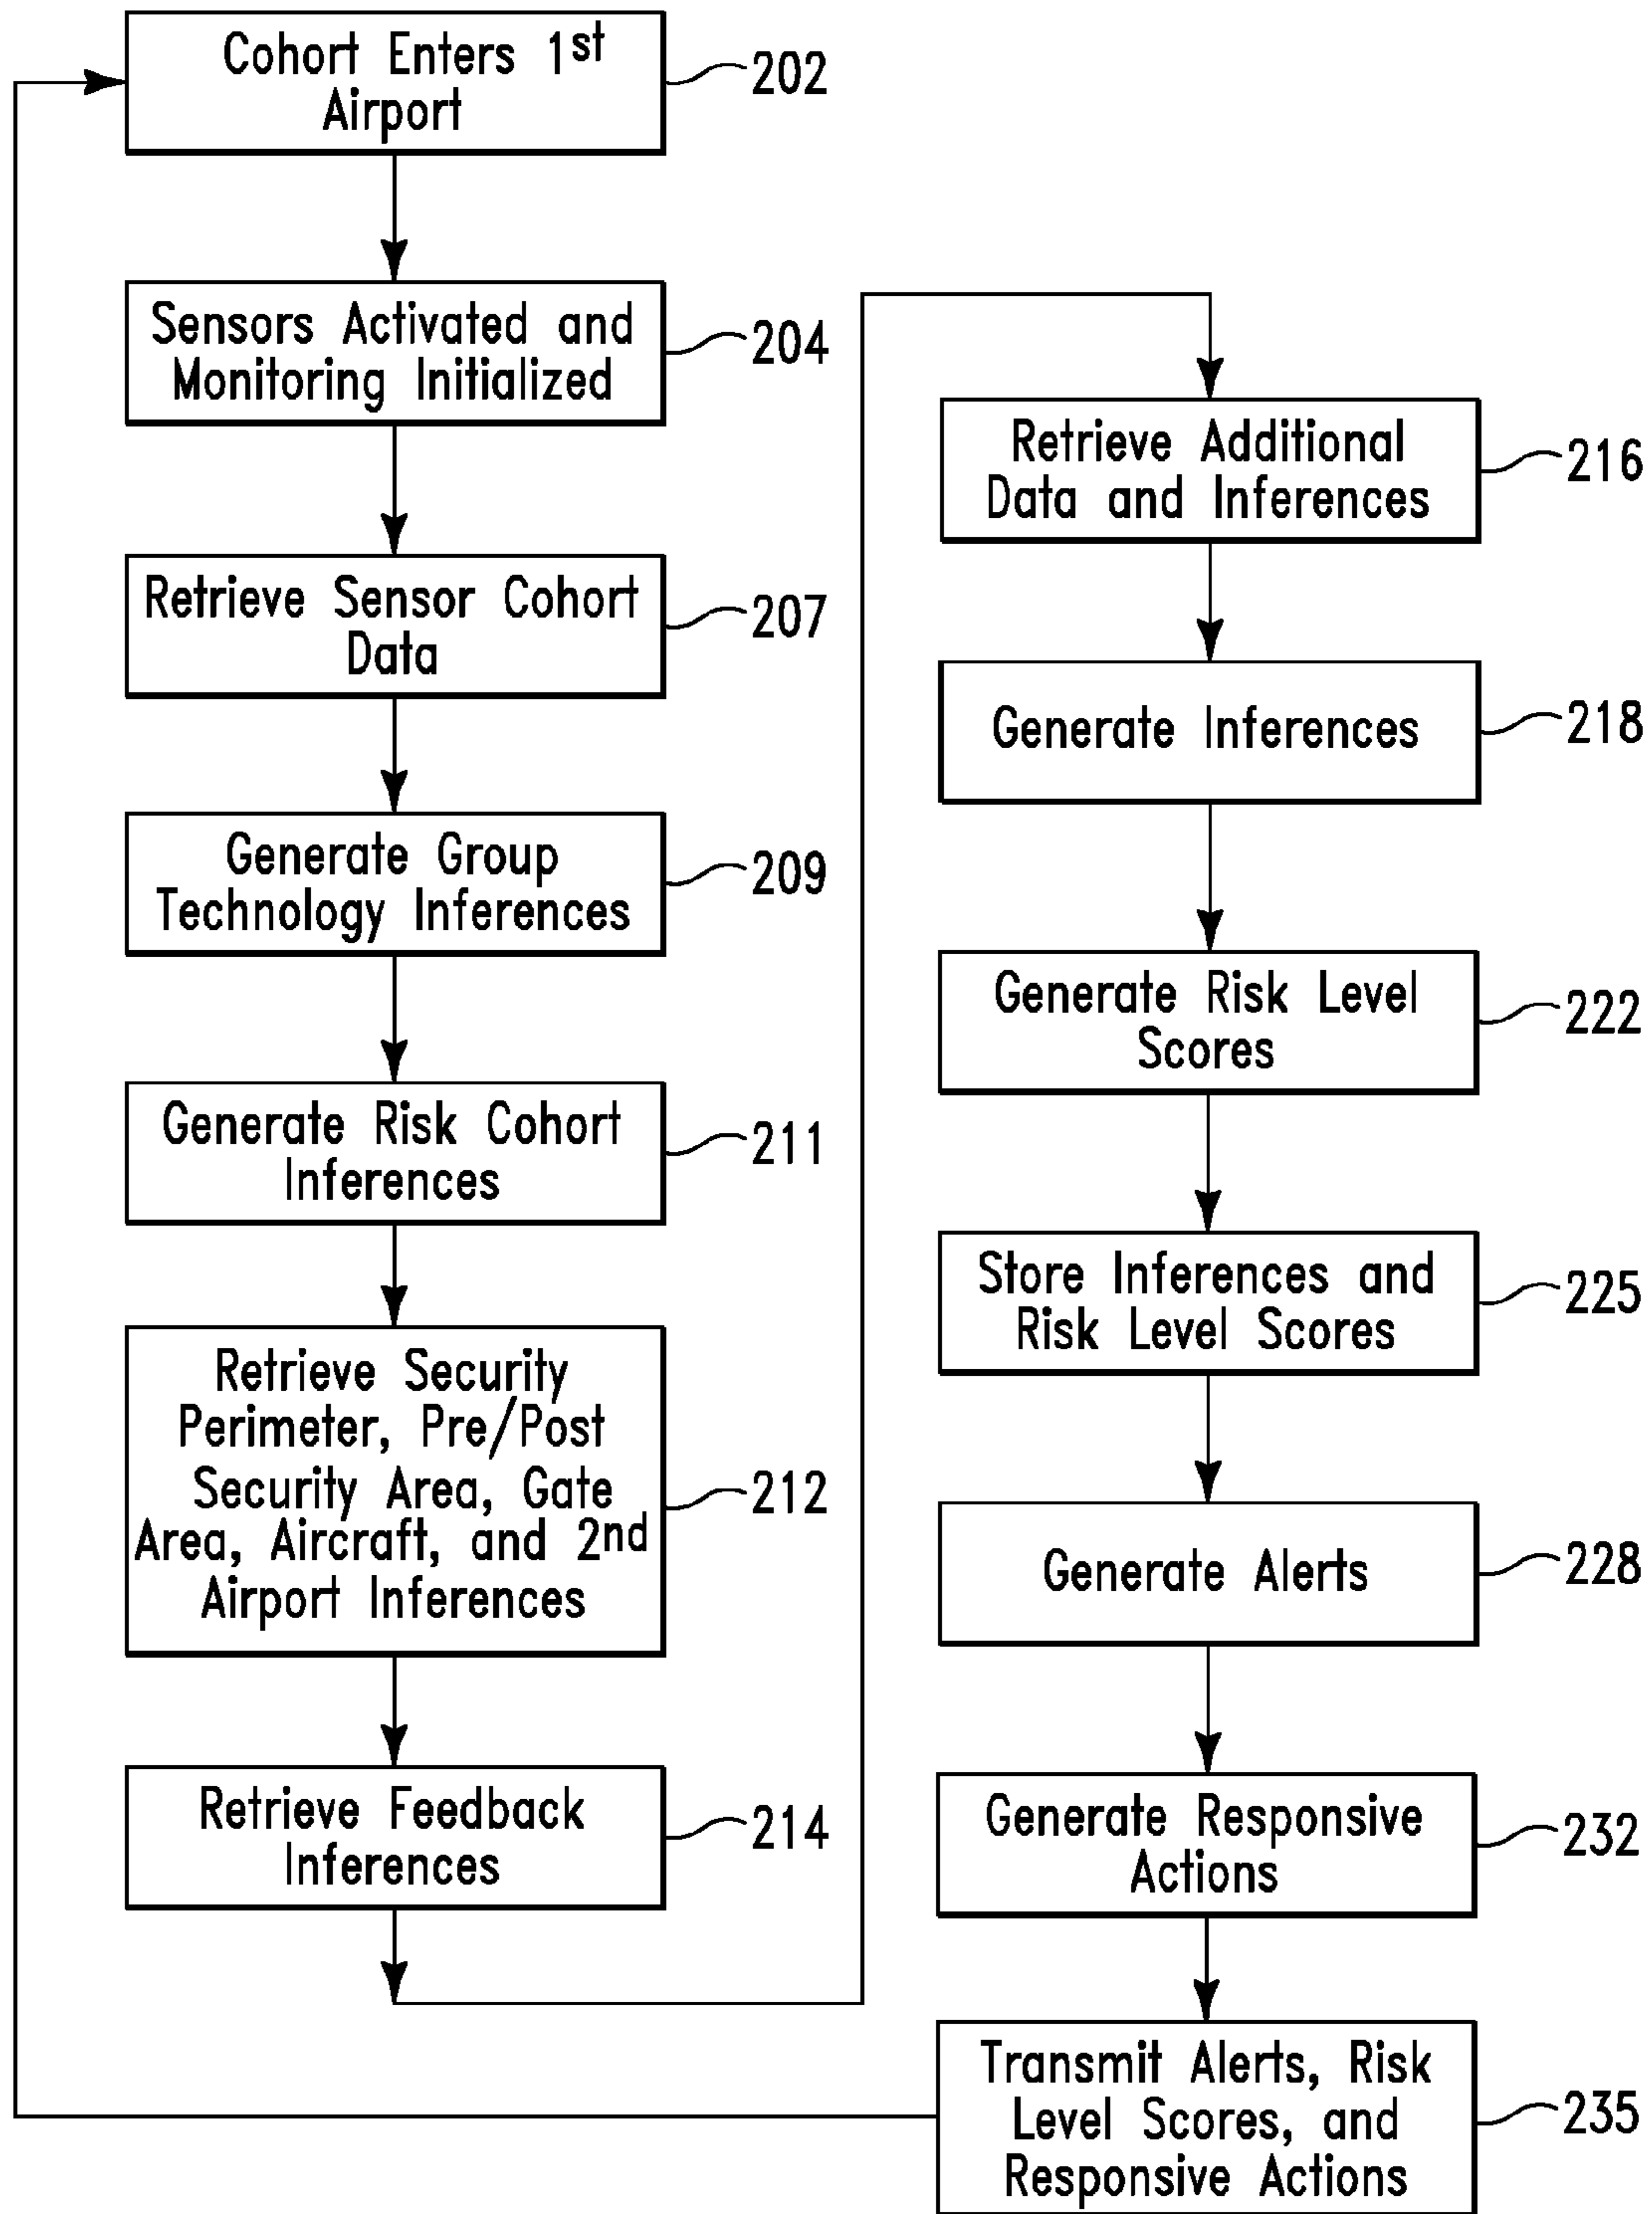 Cohort Enters 1st
Airport
202
Sensors Activated and
Monitoring Initialized
204
Retrieve Sensor Cohort
Data
207
Generate Group
Technology Inferences
209
Generate Risk Cohort
Inferences
211
Retrieve Security
Perimeter, Pre/Post
Security Area, Gate
Area, Aircraft, and 2nd
Airport Inferences
212
Retrieve Feedback
Inferences
214
Retrieve Additional
Data and Inferences
216
Generate Inferences
218
Generate Risk Level
Scores
222
Store Inferences and
Risk Level Scores
225
Generate Alerts
228
Generate Responsive
Actions
232
Transmit Alerts, Risk
Level Scores, and
Responsive Actions
235